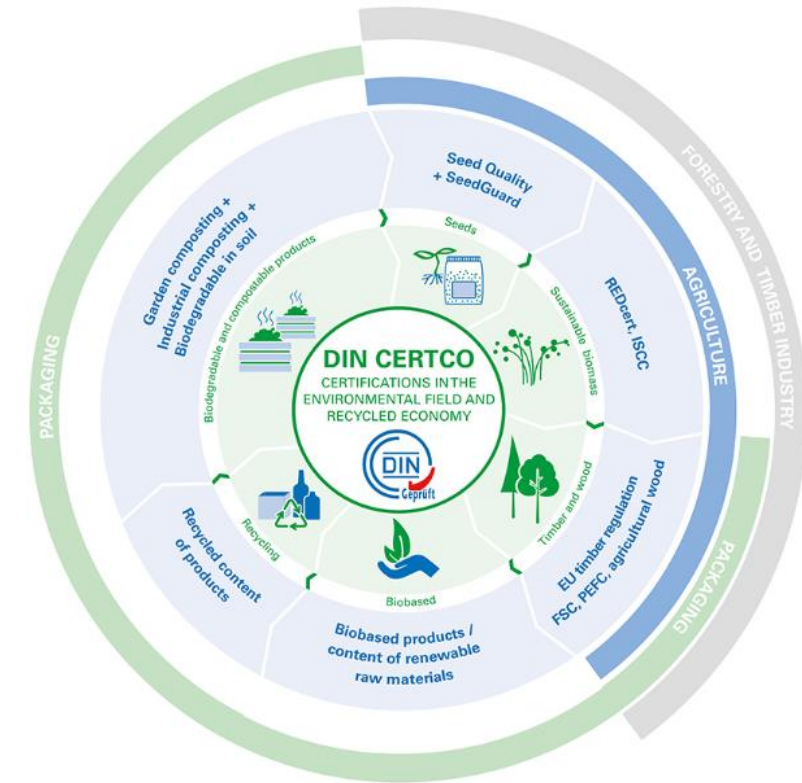 DIN CERTCO
CERTIFICATIONS IN THE
ENVIRONMENTAL FIELD AND
RECYCLED ECONOMY
DIN
Geprüft
Seeds
Sustainable biomass
Timber and wood
Biobased
Recycling
Biodegradable and compostable products
Seed Quality
+ SeedGuard
REDcert, ISCC
EU timber regulation
FSC, PEFC, agricultural wood
Biobased products /
content of renewable
raw materials
Recycled content
of products
Garden composting +
Industrial composting +
Biodegradable in soil
AGRICULTURE
FORESTRY AND TIMBER INDUSTRY
PACKAGING
PACKAGING